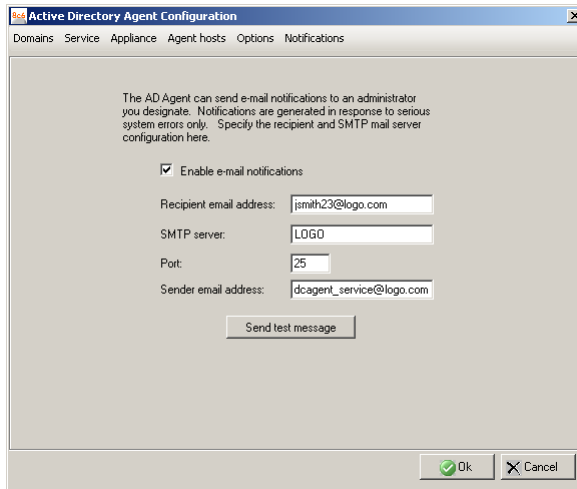 8e6 Active Directory Agent Configuration
Domains Service Appliance Agent hosts Options Notifications
The AD Agent can send e-mail notifications to an administrator
you designate. Notifications are generated in response to serious
system errors only. Specify the recipient and SMTP mail server
configuration here.
Enable e-mail notifications
Recipient email address: jsmith23@logo.com
SMTP server: LOGO
Port: 25
Sender email address: dcagent_service@logo.com
Send test message
Ok Cancel